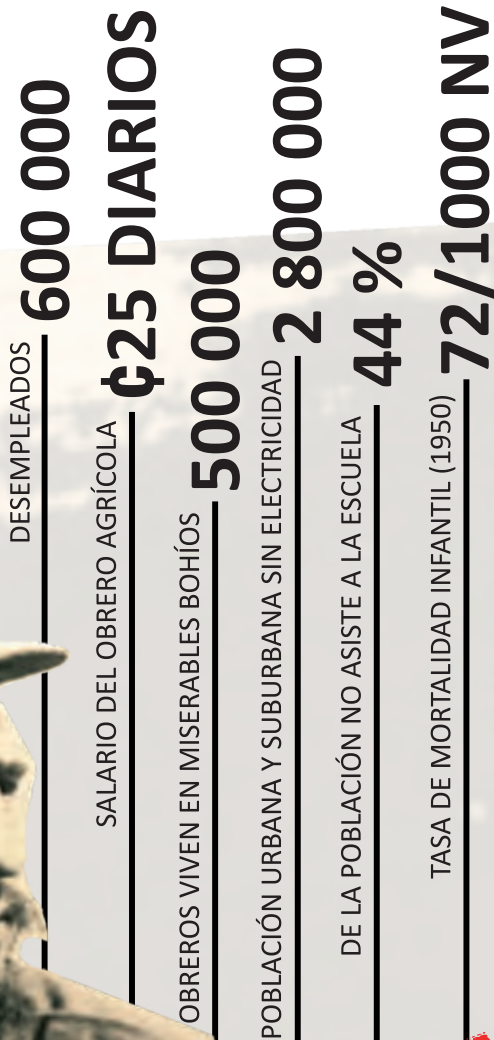 DESEMPLEADOS
600 000
SALARIO DEL OBRERO AGRÍCOLA
¢25 DIARIOS
OBREROS VIVEN EN MISERABLES BOHÍOS
500 000
POBLACIÓN URBANA Y SUBURBANA SIN ELECTRICIDAD
2 800 000
DE LA POBLACIÓN NO ASISTE A LA ESCUELA
44 %
TASA DE MORTALIDAD INFANTIL (1950)
72/1000 NV